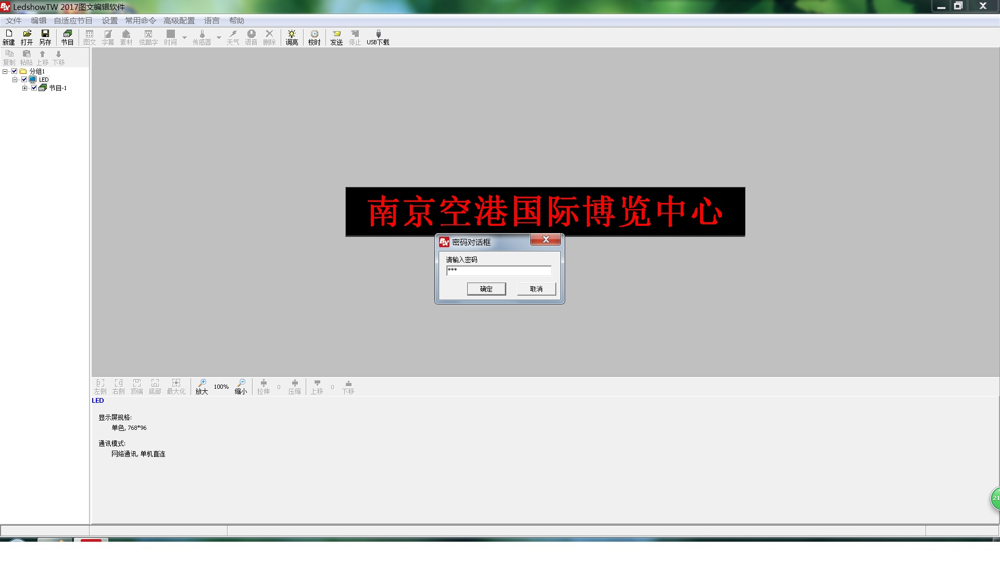 LedshowTW 2017图文编辑软件
文件 编辑 自适应节目 设置 常用命令 高级配置 语言 帮助
新建 打开 另存 节目 图文 字幕 素材 炫酷字 时间 传感器 天气 语音 删除 调亮 校时 发送 停止 USB下载
复制 粘贴 上移 下移
分组1
LED
节目-1
南京空港国际博览中心
密码对话框
请输入密码
***
确定 取消
左侧 右侧 顶端 底部 最大化 放大 100% 缩小 拉伸 0 压缩 上移 0 下移
LED
显示屏规格:
单色, 768*96
通讯模式:
网络通讯, 单机直连
21